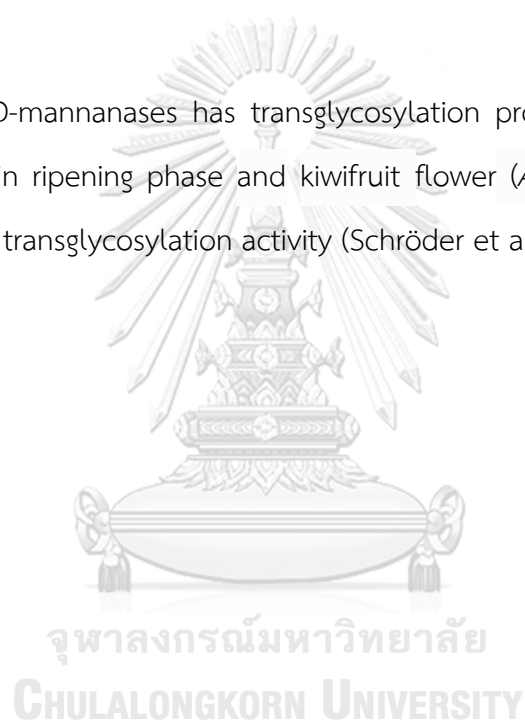 D-mannanases has transglycosylation pro
in ripening phase and kiwifruit flower (A
transglycosylation activity (Schröder et a
จุฬาลงกรณ์มหาวิทยาลัย
CHULALONGKORN UNIVERSITY